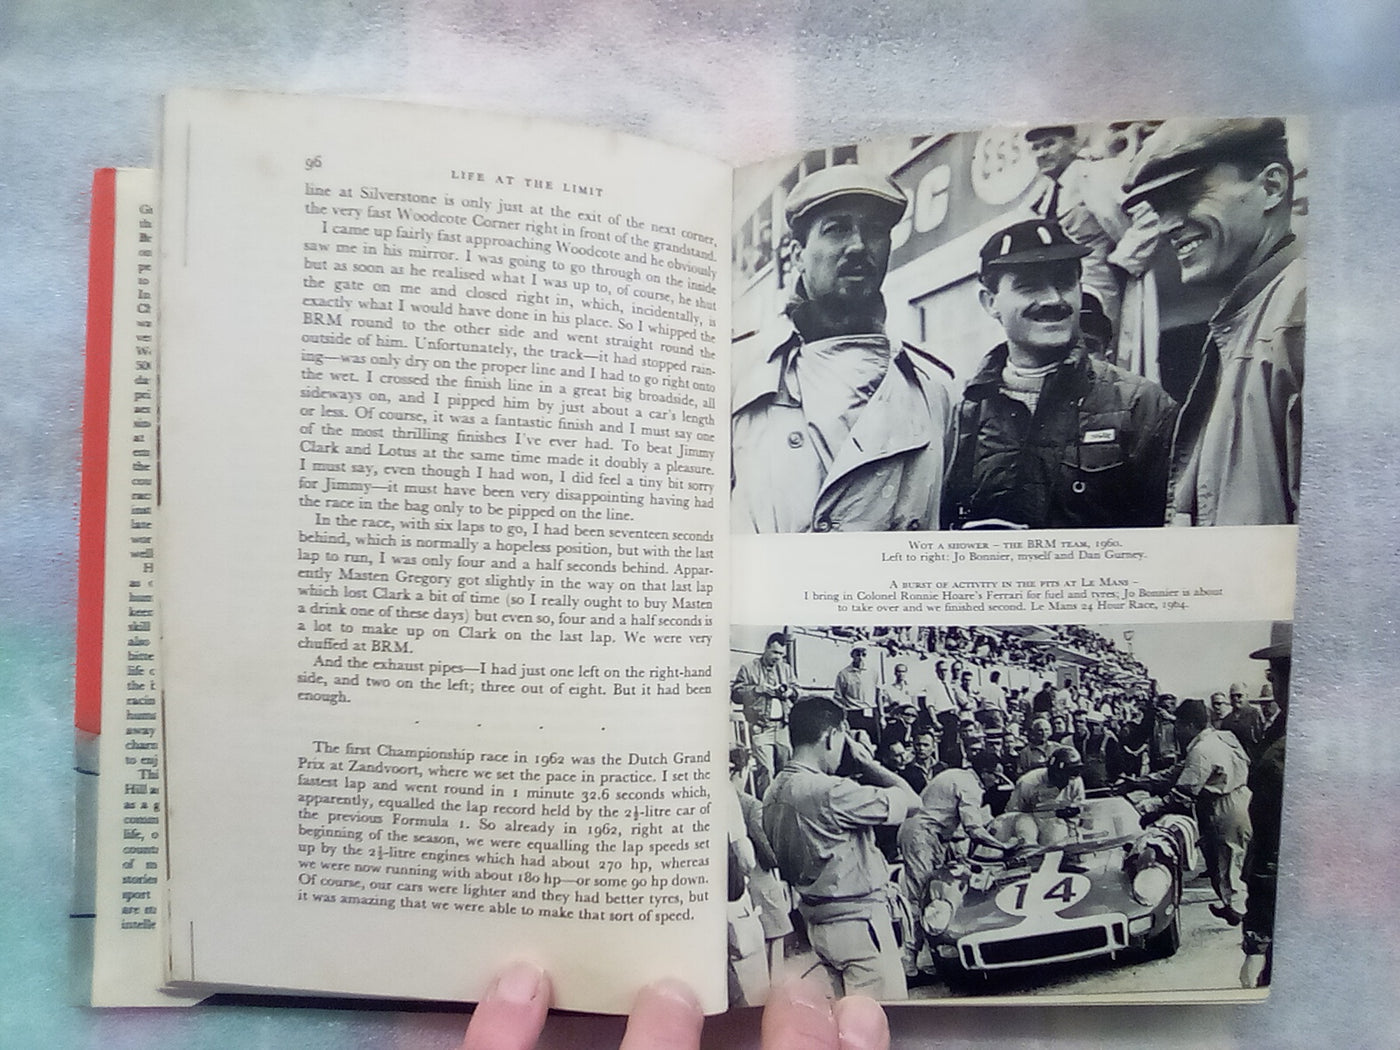 96
LIFE AT THE LIMIT
line at Silverstone is only just at the exit of the next corner,
the very fast Woodcote Corner right in front of the grandstand.
I came up fairly fast approaching Woodcote and he obviously
saw me in his mirror. I was going to go through on the inside
but as soon as he realised what I was up to, of course, he shut
the gate on me and closed right in, which, incidentally, is
exactly what I would have done in his place. So I whipped the
BRM round to the other side and went straight round the
outside of him. Unfortunately, the track—it had stopped rain-
ing—was only dry on the proper line and I had to go right onto
the wet. I crossed the finish line in a great big broadside, all
sideways on, and I pipped him by just about a car's length
or less. Of course, it was a fantastic finish and I must say one
of the most thrilling finishes I've ever had. To beat Jimmy
Clark and Lotus at the same time made it doubly a pleasure.
I must say, even though I had won, I did feel a tiny bit sorry
for Jimmy—it must have been very disappointing having had
the race in the bag only to be pipped on the line.
In the race, with six laps to go, I had been seventeen seconds
behind, which is normally a hopeless position, but with the last
lap to run, I was only four and a half seconds behind. Appar-
ently Masten Gregory got slightly in the way on that last lap
which lost Clark a bit of time (so I really ought to buy Masten
a drink one of these days) but even so, four and a half seconds is
a lot to make up on Clark on the last lap. We were very
chuffed at BRM.
And the exhaust pipes—I had just one left on the right-hand
side, and two on the left; three out of eight. But it had been
enough.
. . . .
The first Championship race in 1962 was the Dutch Grand
Prix at Zandvoort, where we set the pace in practice. I set the
fastest lap and went round in 1 minute 32.6 seconds which,
apparently, equalled the lap record held by the 2½-litre car of
the previous Formula 1. So already in 1962, right at the
beginning of the season, we were equalling the lap speeds set
up by the 2½-litre engines which had about 270 hp, whereas
we were now running with about 180 hp—or some 90 hp down.
Of course, our cars were lighter and they had better tyres, but
it was amazing that we were able to make that sort of speed.
WOT A SHOWER – THE BRM TEAM, 1960.
Left to right: Jo Bonnier, myself and Dan Gurney.
A BURST OF ACTIVITY IN THE PITS AT LE MANS –
I bring in Colonel Ronnie Hoare's Ferrari for fuel and tyres; Jo Bonnier is about
to take over and we finished second. Le Mans 24 Hour Race, 1964.
14